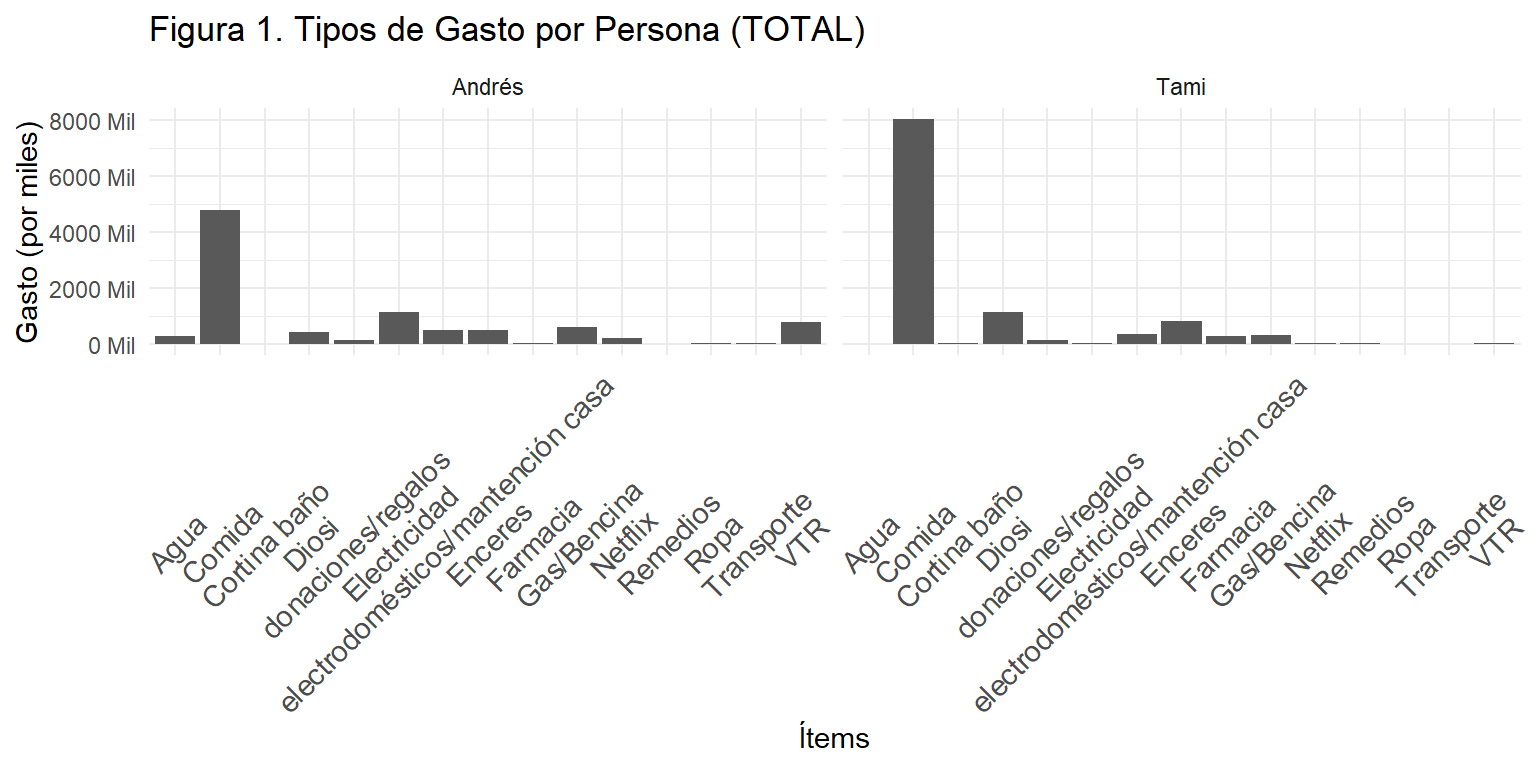 Figura 1. Tipos de Gasto por Persona (TOTAL)
Andrés
Tami
Gasto (por miles)
8000 Mil
6000 Mil
4000 Mil
2000 Mil
0 Mil
Agua
Comida
Cortina baño
Diosi
donaciones/regalos
Electricidad
electrodomésticos/mantención casa
Enceres
Farmacia
Gas/Bencina
Netflix
Remedios
Ropa
Transporte
VTR
Agua
Comida
Cortina baño
Diosi
donaciones/regalos
Electricidad
electrodomésticos/mantención casa
Enceres
Farmacia
Gas/Bencina
Netflix
Remedios
Ropa
Transporte
VTR
Ítems